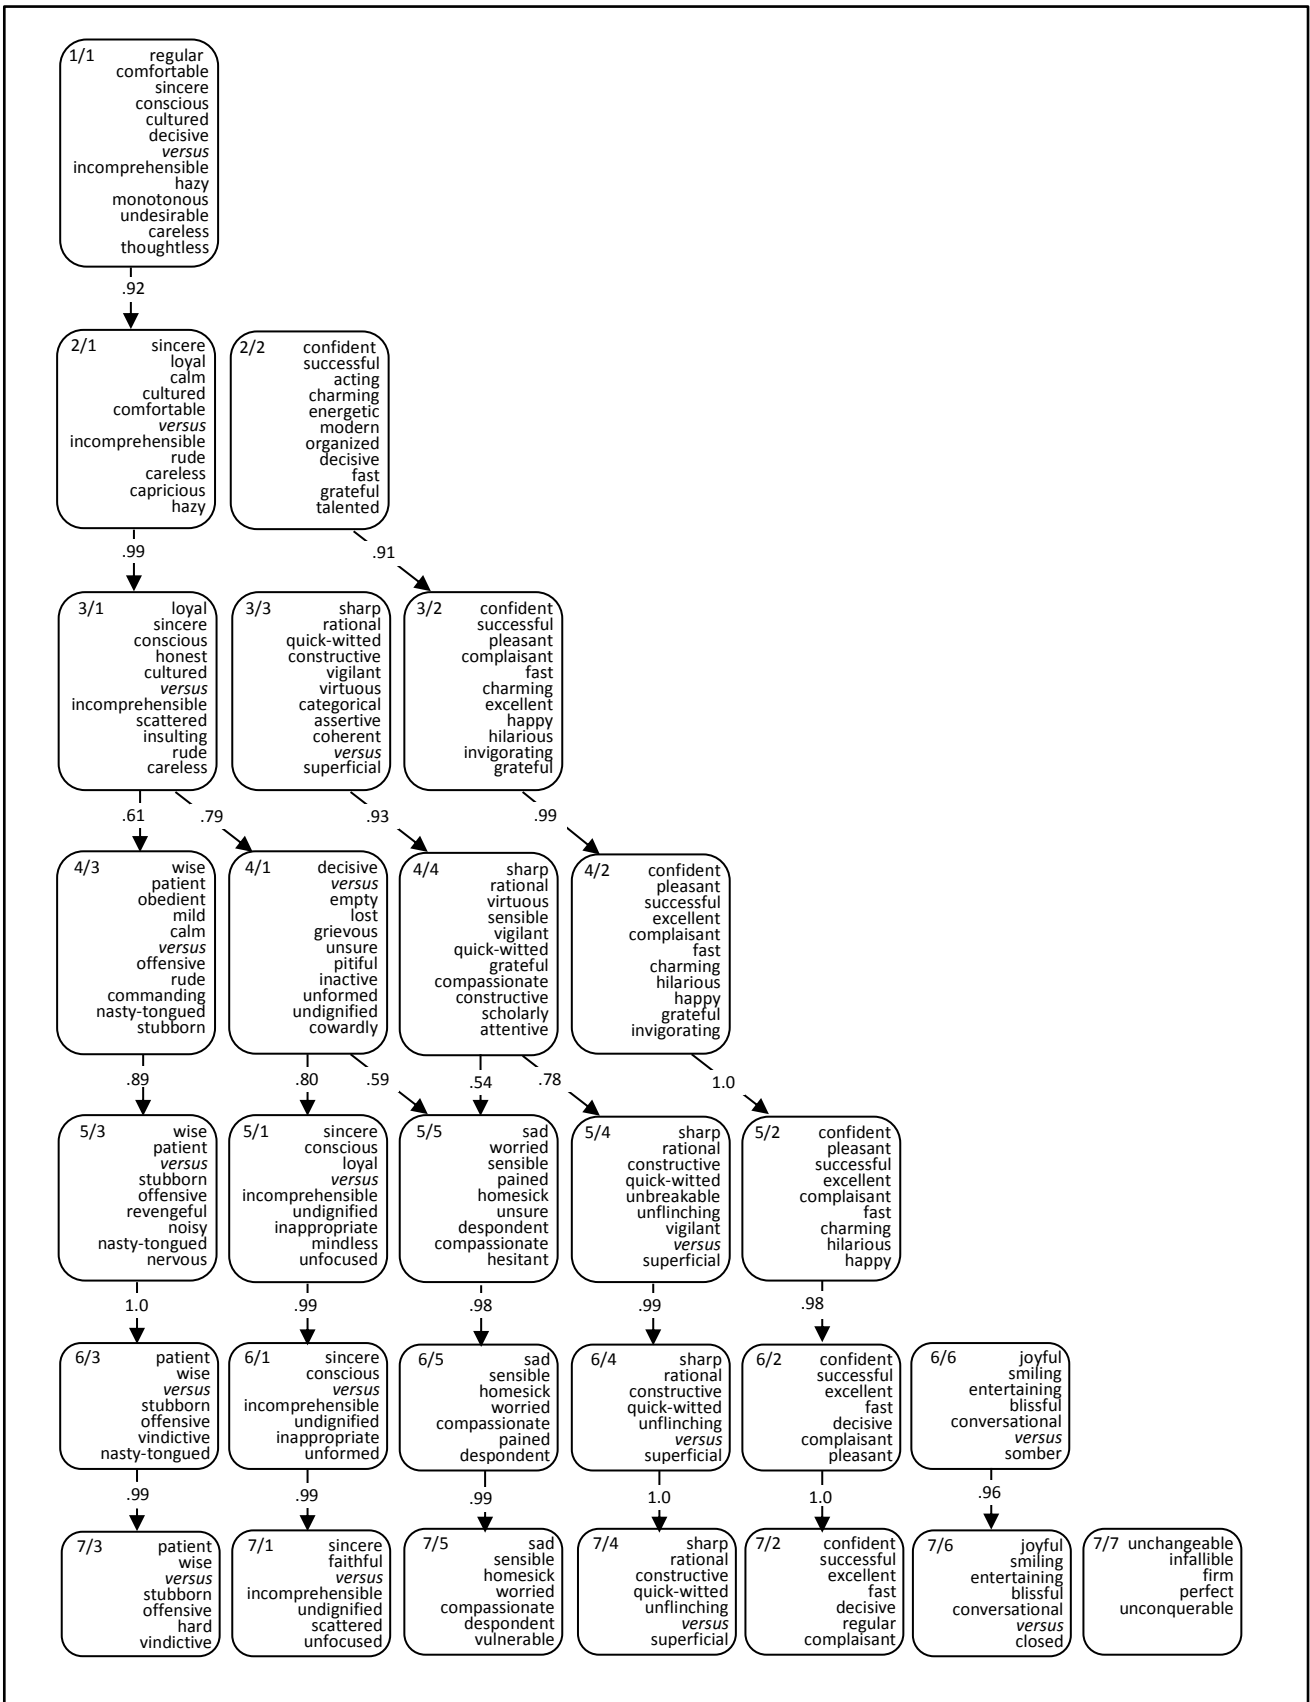 1/1 regular
comfortable
sincere
conscious
cultured
decisive
versus
incomprehensible
hazy
monotonous
undesirable
careless
thoughtless
.92
2/1 sincere
loyal
calm
cultured
comfortable
versus
incomprehensible
rude
careless
capricious
hazy
2/2 confident
successful
acting
charming
energetic
modern
organized
decisive
fast
grateful
talented
.99
.91
3/1 loyal
sincere
conscious
honest
cultured
versus
incomprehensible
scattered
insulting
rude
careless
3/3 sharp
rational
quick-witted
constructive
vigilant
virtuous
categorical
assertive
coherent
versus
superficial
3/2 confident
successful
pleasant
complaisant
fast
charming
excellent
happy
hilarious
invigorating
grateful
.61
.79
.93
.99
4/3 wise
patient
obedient
mild
calm
versus
offensive
rude
commanding
nasty-tongued
stubborn
4/1 decisive
versus
empty
lost
grievous
unsure
pitiful
inactive
unformed
undignified
cowardly
4/4 sharp
rational
virtuous
sensible
vigilant
quick-witted
grateful
compassionate
constructive
scholarly
attentive
4/2 confident
pleasant
successful
excellent
complaisant
fast
charming
hilarious
happy
grateful
invigorating
.89
.80
.59
.54
.78
1.0
5/3 wise
patient
versus
stubborn
offensive
revengeful
noisy
nasty-tongued
nervous
5/1 sincere
conscious
loyal
versus
incomprehensible
undignified
inappropriate
mindless
unfocused
5/5 sad
worried
sensible
pained
homesick
unsure
despondent
compassionate
hesitant
5/4 sharp
rational
constructive
quick-witted
unbreakable
unflinching
vigilant
versus
superficial
5/2 confident
pleasant
successful
excellent
complaisant
fast
charming
hilarious
happy
1.0
.99
.98
.99
.98
6/3 patient
wise
versus
stubborn
offensive
vindictive
nasty-tongued
6/1 sincere
conscious
versus
incomprehensible
undignified
inappropriate
unformed
6/5 sad
sensible
homesick
worried
compassionate
pained
despondent
6/4 sharp
rational
constructive
quick-witted
unflinching
versus
superficial
6/2 confident
successful
excellent
fast
decisive
complaisant
pleasant
6/6 joyful
smiling
entertaining
blissful
conversational
versus
somber
.99
.99
.99
1.0
1.0
.96
7/3 patient
wise
versus
stubborn
offensive
hard
vindictive
7/1 sincere
faithful
versus
incomprehensible
undignified
scattered
unfocused
7/5 sad
sensible
homesick
worried
compassionate
despondent
vulnerable
7/4 sharp
rational
constructive
quick-witted
unflinching
versus
superficial
7/2 confident
successful
excellent
fast
decisive
regular
complaisant
7/6 joyful
smiling
entertaining
blissful
conversational
versus
closed
7/7 unchangeable
infallible
firm
perfect
unconquerable